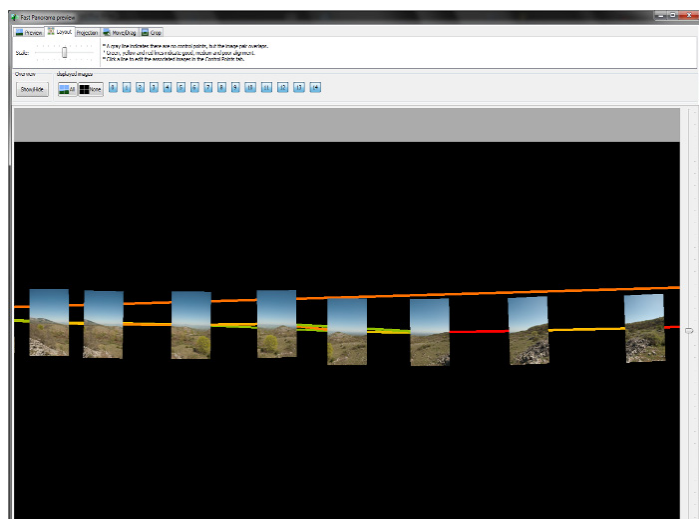 Fast Panorama preview
Preview Layout Projection Move/Drag Crop
Scale:
* A gray line indicates there are no control points, but the image pair overlaps.
* Green, yellow and red lines indicate good, medium and poor alignment.
* Click a line to edit the associated images in the Control Points tab.
Overview displayed images
Show/Hide All None 0 1 2 3 4 5 6 7 8 9 10 11 12 13 14